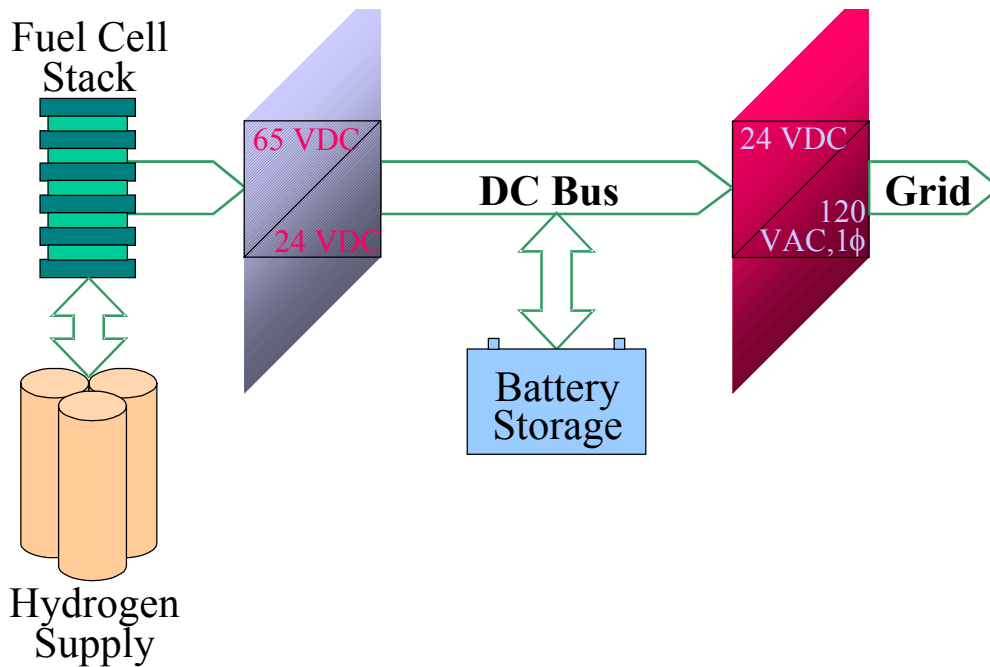 Fuel Cell
Stack
65 VDC
24 VDC
DC Bus
24 VDC
120
VAC,1ϕ
Grid
Battery
Storage
Hydrogen
Supply